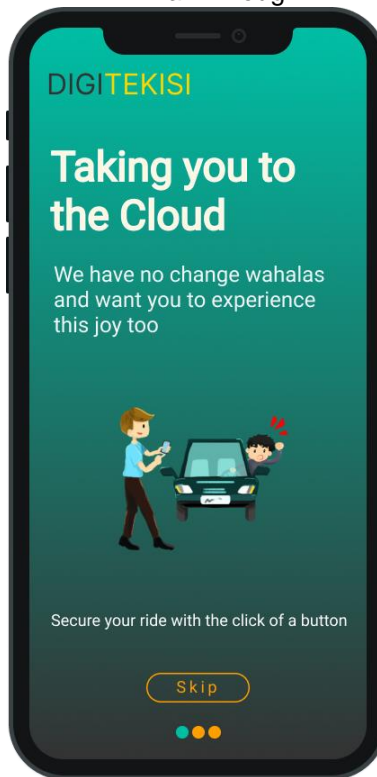 DIGITEKISI
Taking you to
the Cloud
We have no change wahalas
and want you to experience
this joy too
Secure your ride with the click of a button
Skip